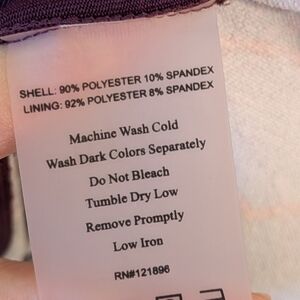 SHELL: 90% POLYESTER 10% SPANDEX
LINING: 92% POLYESTER 8% SPANDEX
Machine Wash Cold
Wash Dark Colors Separately
Do Not Bleach
Tumble Dry Low
Remove Promptly
Low Iron
RN#121896